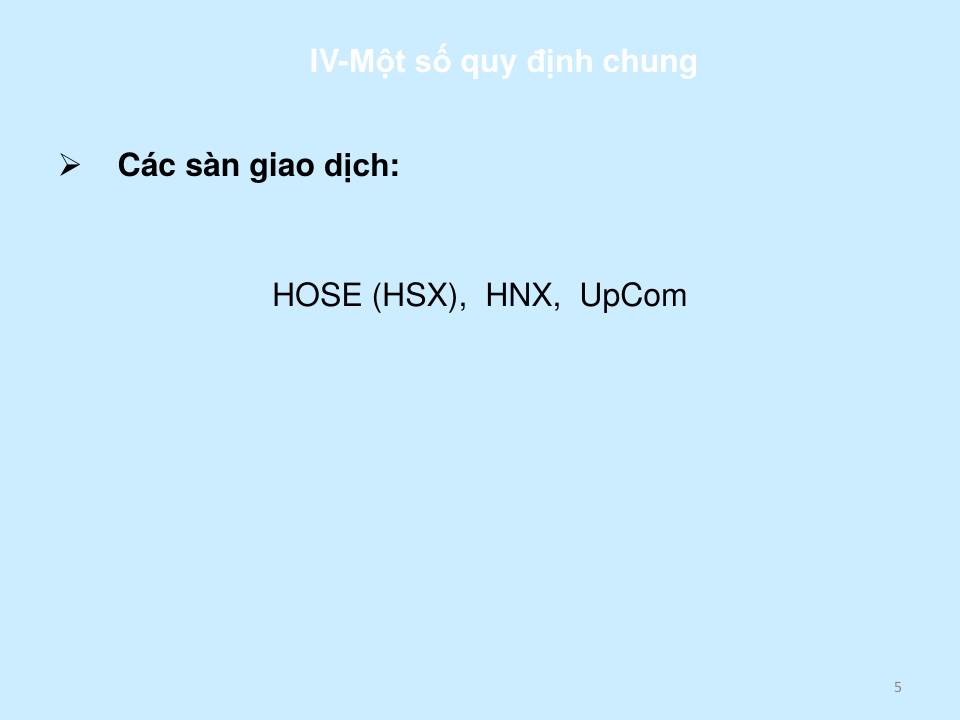 IV-Một số quy định chung
➢ Các sàn giao dịch:
HOSE (HSX), HNX, UpCom
5